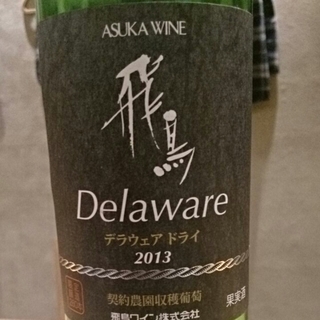 ASUKA WINE
飛鳥
Delaware
デラウェア ドライ
2013
契約農園収穫葡萄
果実酒
飛鳥ワイン株式会社